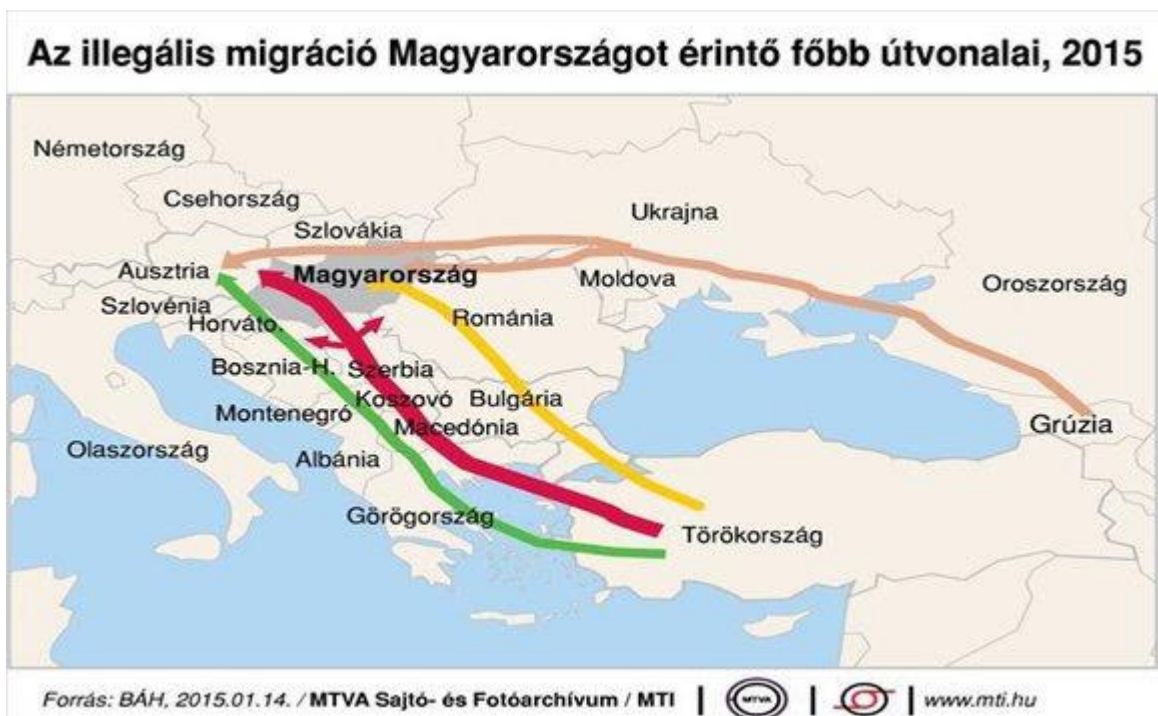 Az illegális migráció Magyarországot érintő főbb útvonalai, 2015
Németország
Csehország
Szlovákia
Ukrajna
Ausztria
Magyarország
Moldova
Oroszország
Szlovénia
Horváto.
Románia
Bosznia-H.
Szerbia
Montenegró
Koszovó
Bulgária
Macedónia
Grúzia
Olaszország
Albánia
Görögország
Törökország
Forrás: BÁH, 2015.01.14. / MTVA Sajtó- és Fotóarchívum / MTI | MTVA | | www.mti.hu